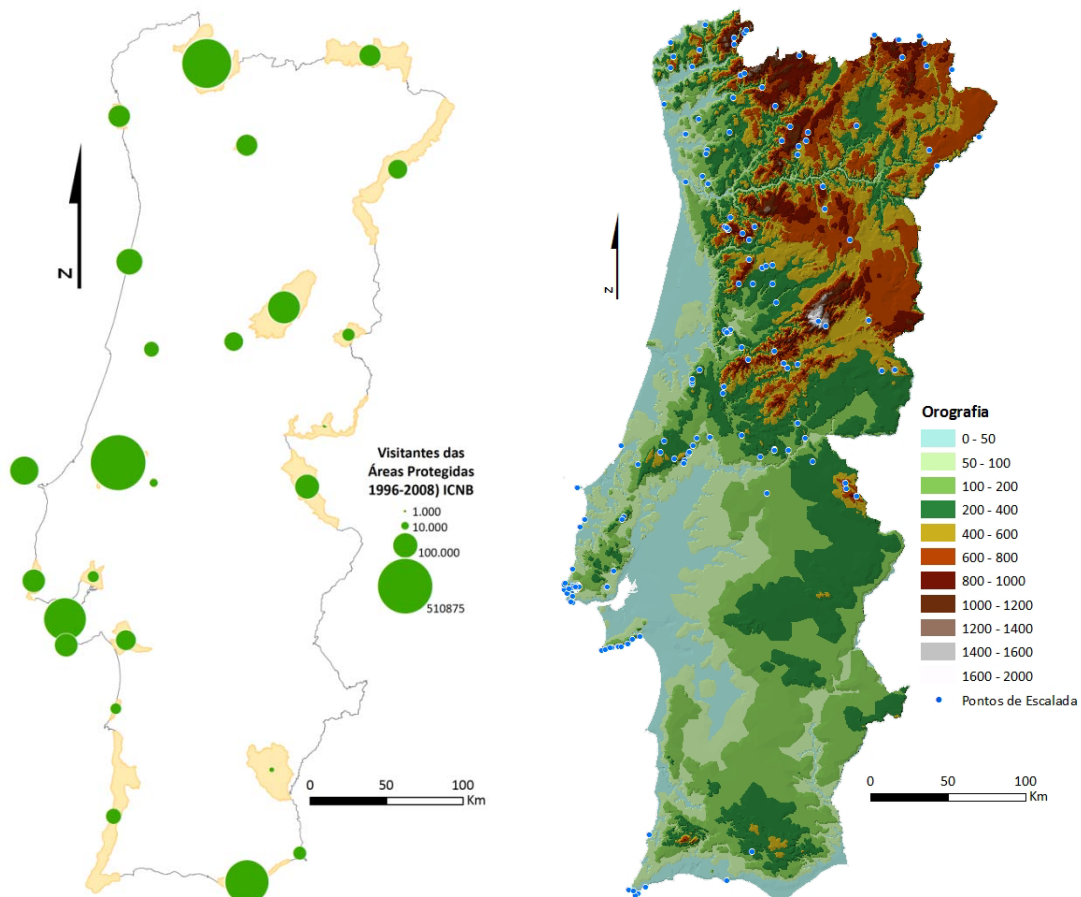 N
Visitantes das
Áreas Protegidas
1996-2008) ICNB
1.000
10.000
100.000
510875
0 50 100
Km
N
Orografia
0 - 50
50 - 100
100 - 200
200 - 400
400 - 600
600 - 800
800 - 1000
1000 - 1200
1200 - 1400
1400 - 1600
1600 - 2000
Pontos de Escalada
0 50 100
Km